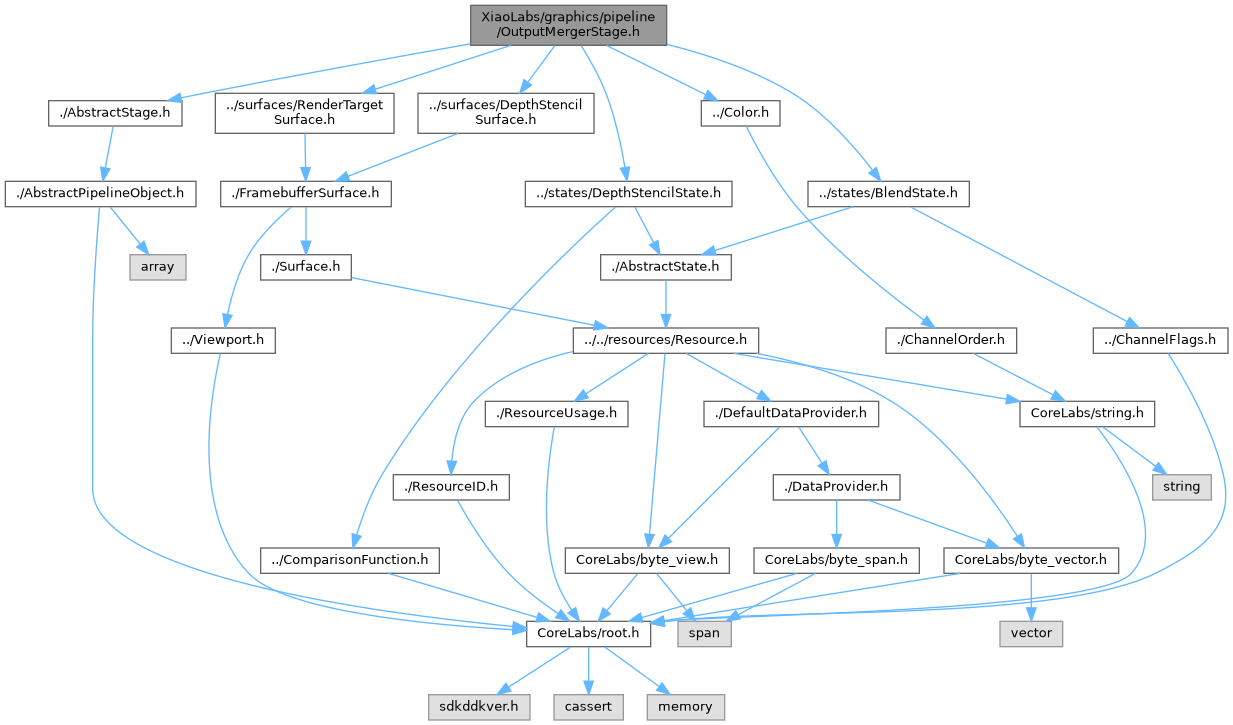 XiaoLabs/graphics/pipeline
/OutputMergerStage.h
./AbstractStage.h
../surfaces/RenderTarget
Surface.h
../surfaces/DepthStencil
Surface.h
../Color.h
./AbstractPipelineObject.h
./FramebufferSurface.h
../states/DepthStencilState.h
../states/BlendState.h
array
./Surface.h
./AbstractState.h
../Viewport.h
../../resources/Resource.h
./ChannelOrder.h
../ChannelFlags.h
./ResourceUsage.h
./DefaultDataProvider.h
CoreLabs/string.h
./ResourceID.h
./DataProvider.h
string
../ComparisonFunction.h
CoreLabs/byte_view.h
CoreLabs/byte_span.h
CoreLabs/byte_vector.h
CoreLabs/root.h
span
vector
sdkddkver.h
cassert
memory